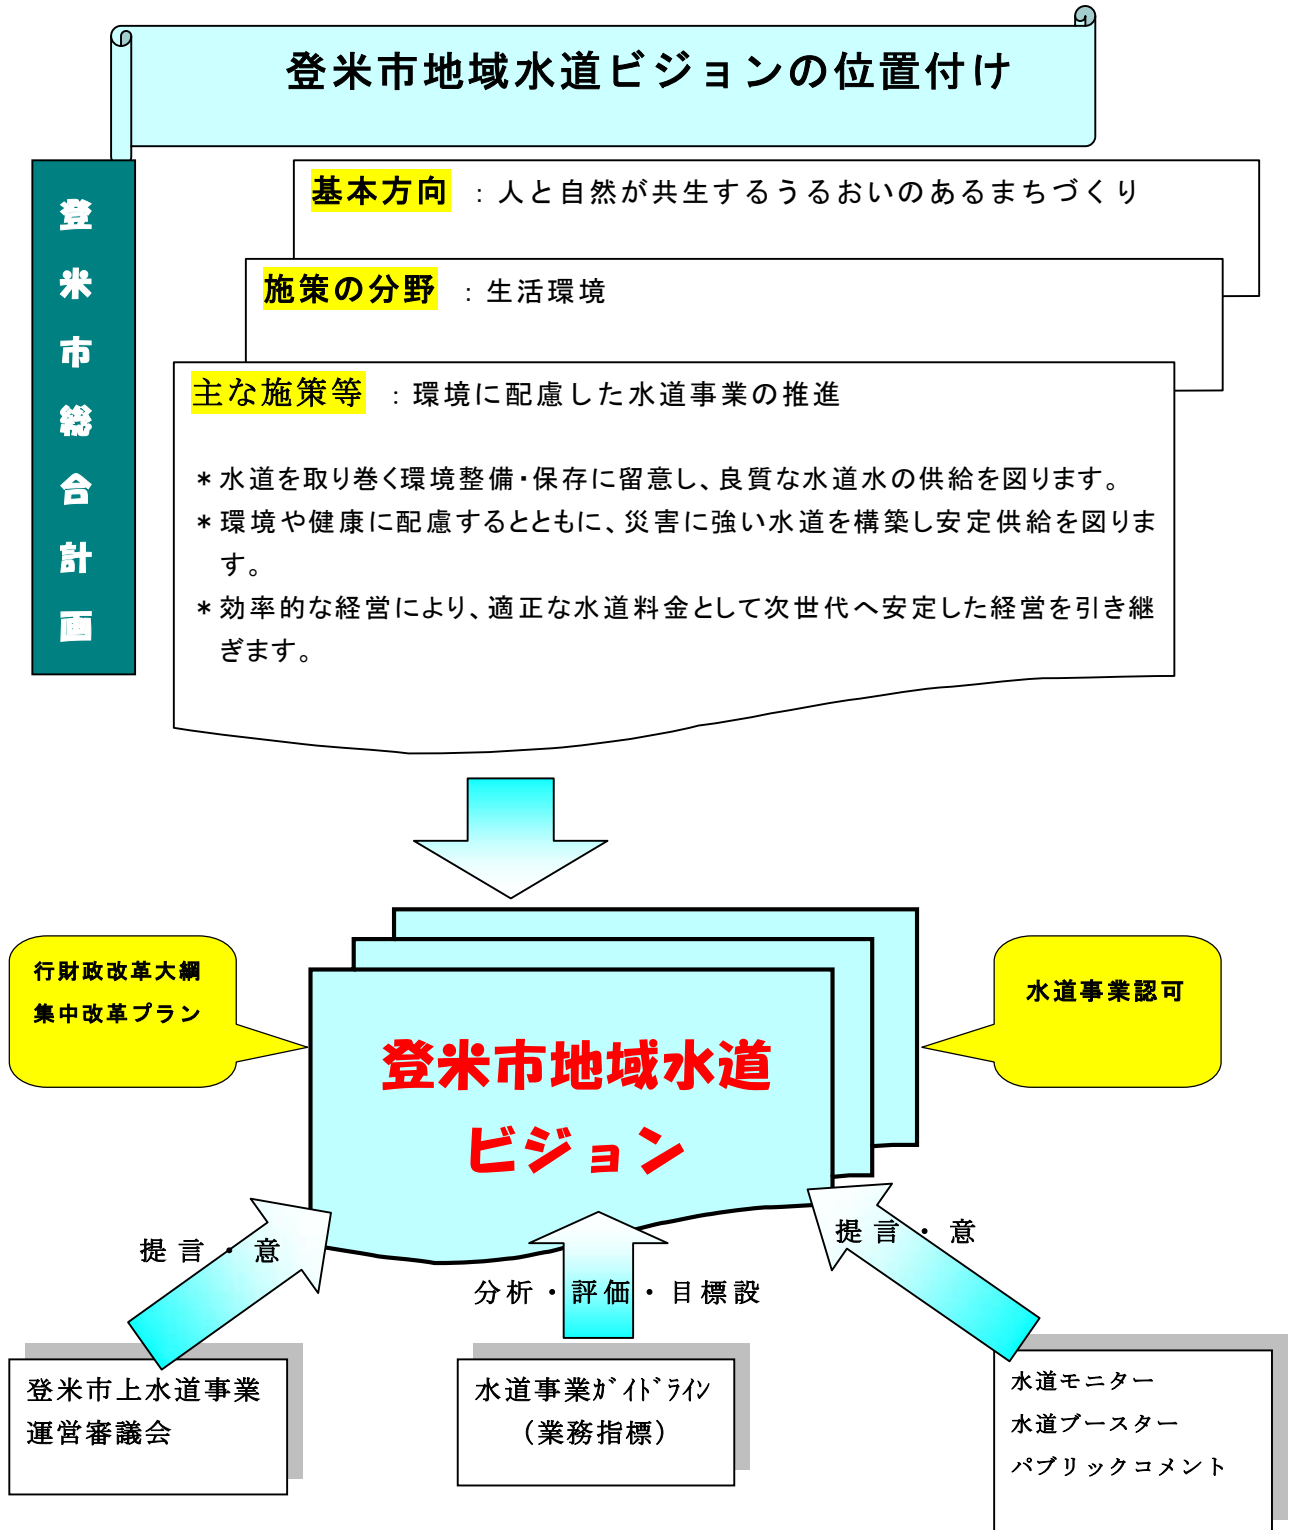 登米市地域水道ビジョンの位置付け
登米市総合計画
基本方向 ：人と自然が共生するうるおいのあるまちづくり
施策の分野 ：生活環境
主な施策等 ：環境に配慮した水道事業の推進
＊水道を取り巻く環境整備・保存に留意し、良質な水道水の供給を図ります。
＊環境や健康に配慮するとともに、災害に強い水道を構築し安定供給を図りま
す。
＊効率的な経営により、適正な水道料金として次世代へ安定した経営を引き継
ぎます。
行財政改革大綱
集中改革プラン
水道事業認可
登米市地域水道
ビジョン
提言・意
分析・評価・目標設
提言・意
登米市上水道事業
運営審議会
水道事業ｶﾞｲﾄﾞﾗｲﾝ
（業務指標）
水道モニター
水道ブースター
パブリックコメント